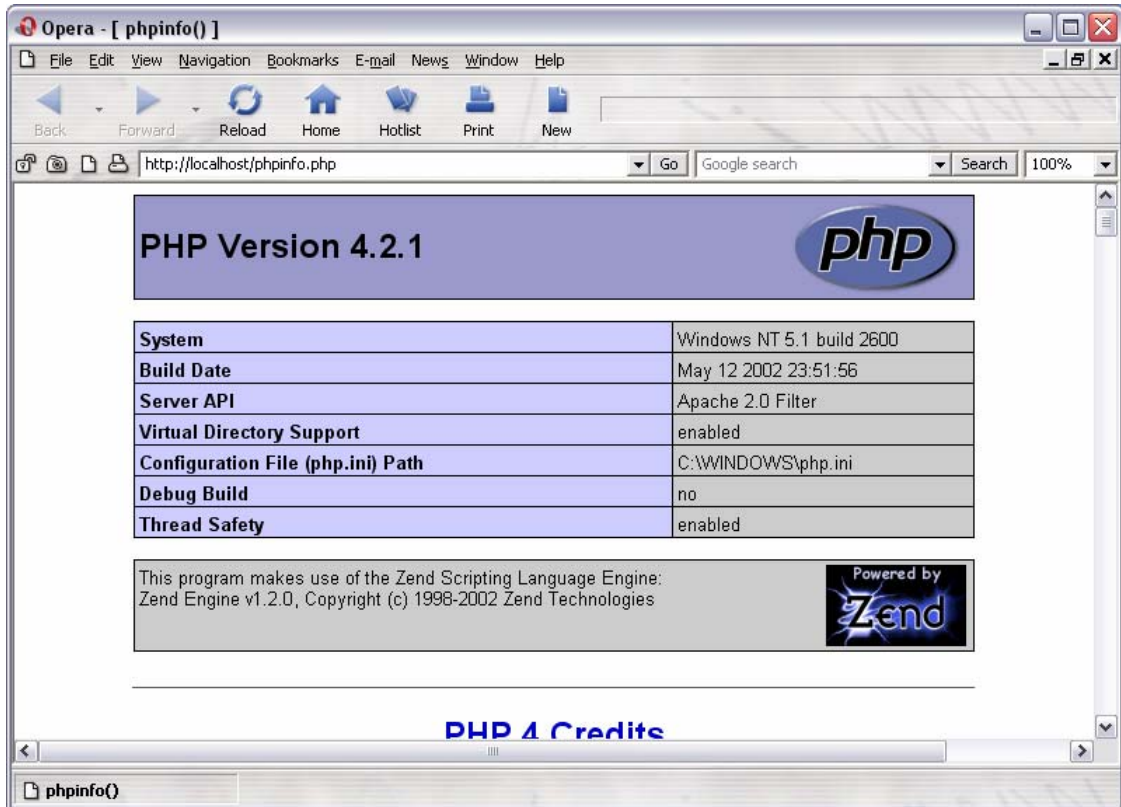 Opera - [ phpinfo() ]
File Edit View Navigation Bookmarks E-mail News Window Help
Back Forward Reload Home Hotlist Print New
http://localhost/phpinfo.php Go Google search Search 100%
PHP Version 4.2.1 php
System Windows NT 5.1 build 2600
Build Date May 12 2002 23:51:56
Server API Apache 2.0 Filter
Virtual Directory Support enabled
Configuration File (php.ini) Path C:\WINDOWS\php.ini
Debug Build no
Thread Safety enabled
This program makes use of the Zend Scripting Language Engine:
Zend Engine v1.2.0, Copyright (c) 1998-2002 Zend Technologies
Powered by
Zend
PHP 4 Credits
phpinfo()